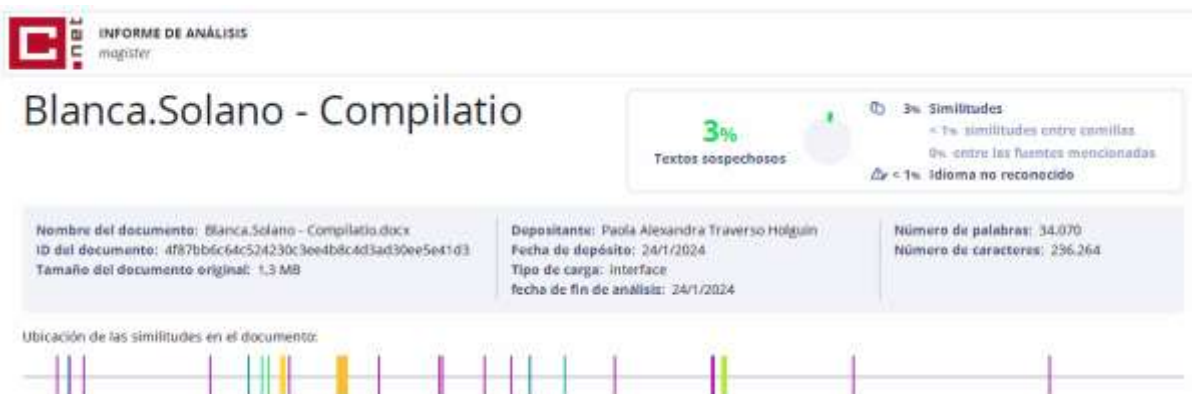 C.net
INFORME DE ANÁLISIS
magister
Blanca.Solano - Compilatio
3%
Textos sospechosos
3% Similitudes
< 1% similitudes entre comillas
0% entre las fuentes mencionadas
< 1% Idioma no reconocido
Nombre del documento: Blanca.Solano - Compilatio.docx
ID del documento: 4f87bb6c64c524230c3ee4b8c4d3ad30ee5e41d3
Tamaño del documento original: 1,3 MB
Depositante: Paola Alexandra Traverso Holguin
Fecha de depósito: 24/1/2024
Tipo de carga: interface
fecha de fin de análisis: 24/1/2024
Número de palabras: 34.070
Número de caracteres: 236.264
Ubicación de las similitudes en el documento: